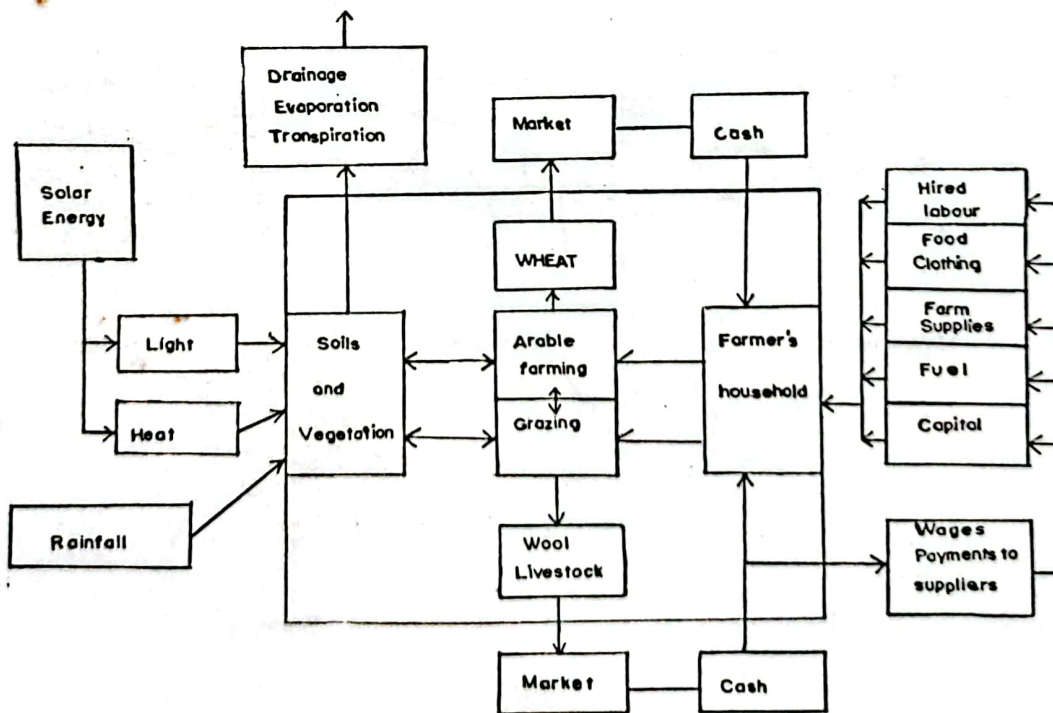 Drainage
Evaporation
Transpiration
Market
Cash
Solar
Energy
Hired
labour
Food
Clothing
WHEAT
Farm
Supplies
Light
Soils
and
Vegetation
Arable
farming
Farmer's
household
Fuel
Heat
Grazing
Capital
Rainfall
Wool
Livestock
Wages
Payments to
suppliers
Market
Cash